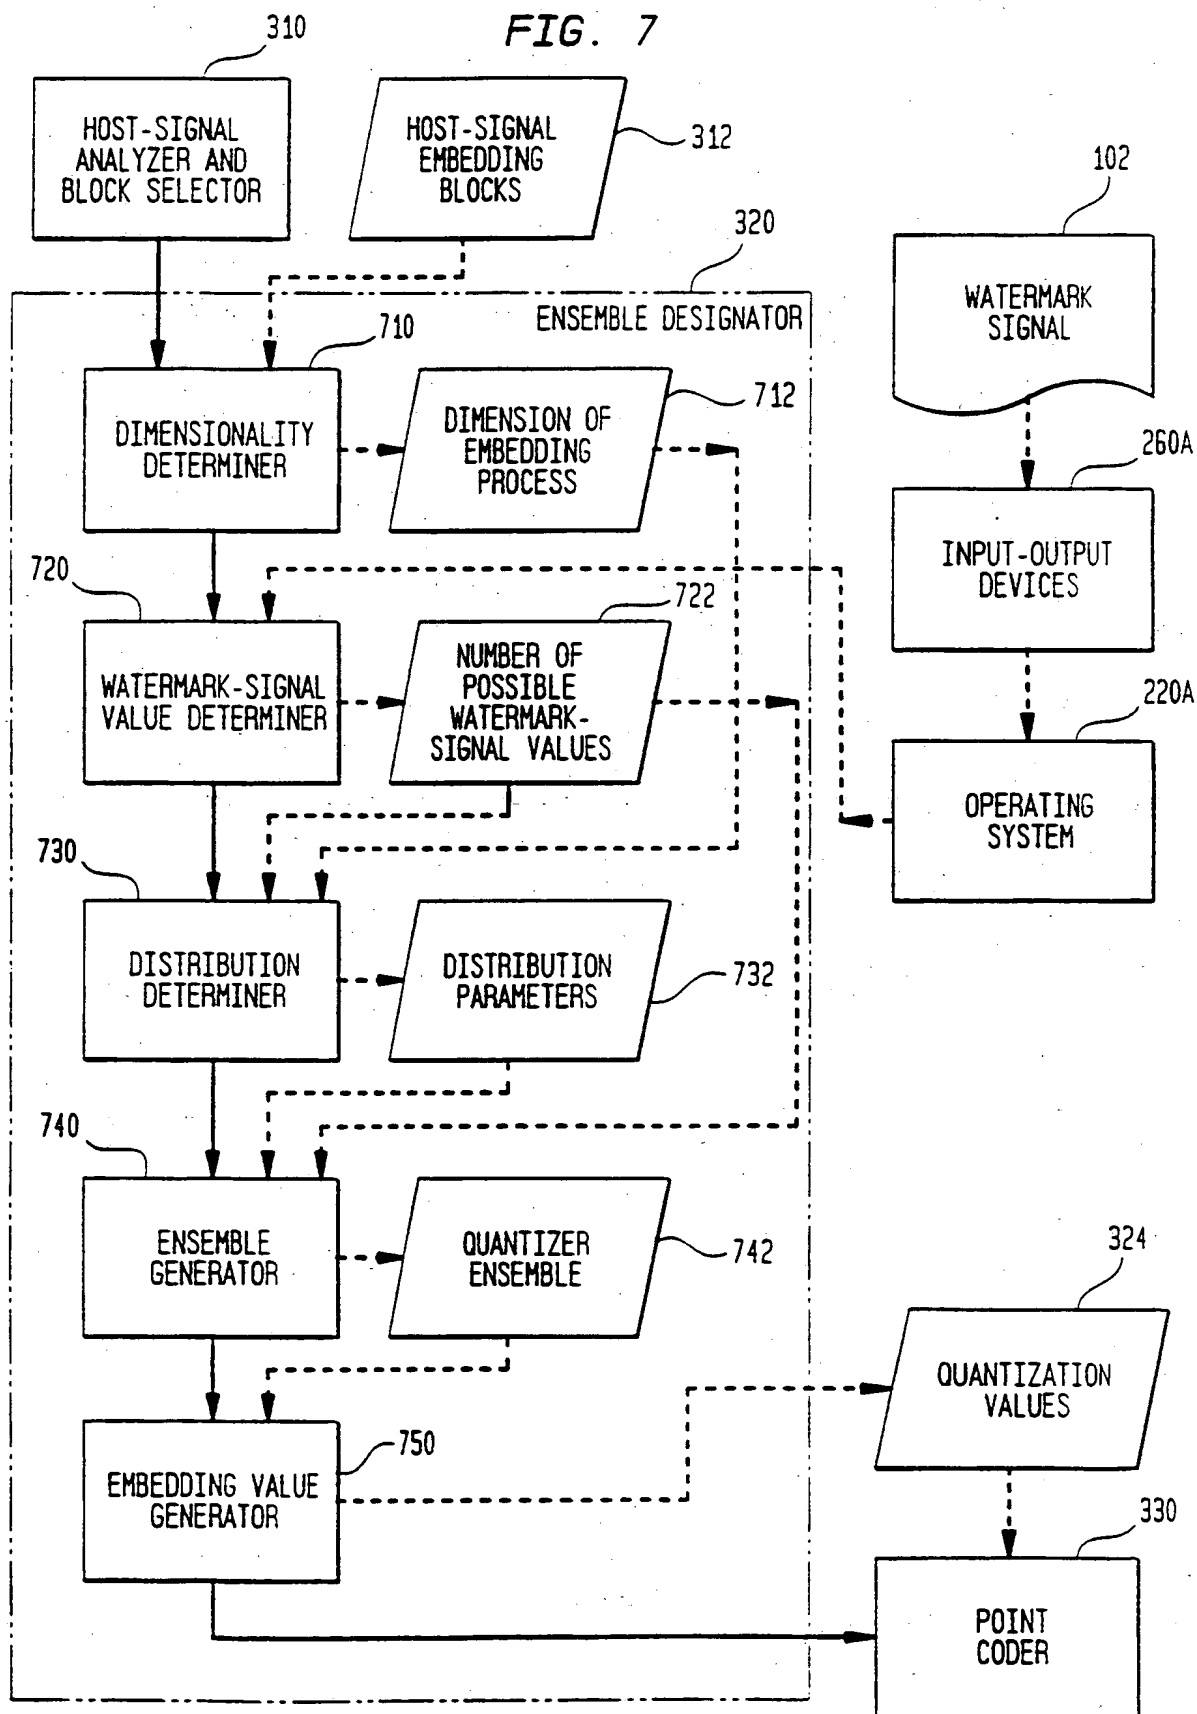 FIG. 7
310
HOST-SIGNAL
ANALYZER AND
BLOCK SELECTOR
HOST-SIGNAL
EMBEDDING
BLOCKS
312
320
ENSEMBLE DESIGNATOR
102
WATERMARK
SIGNAL
710
DIMENSIONALITY
DETERMINER
DIMENSION OF
EMBEDDING
PROCESS
712
260A
INPUT-OUTPUT
DEVICES
720
WATERMARK-SIGNAL
VALUE DETERMINER
722
NUMBER OF
POSSIBLE
WATERMARK-
SIGNAL VALUES
220A
OPERATING
SYSTEM
730
DISTRIBUTION
DETERMINER
DISTRIBUTION
PARAMETERS
732
740
ENSEMBLE
GENERATOR
QUANTIZER
ENSEMBLE
742
324
QUANTIZATION
VALUES
750
EMBEDDING VALUE
GENERATOR
330
POINT
CODER